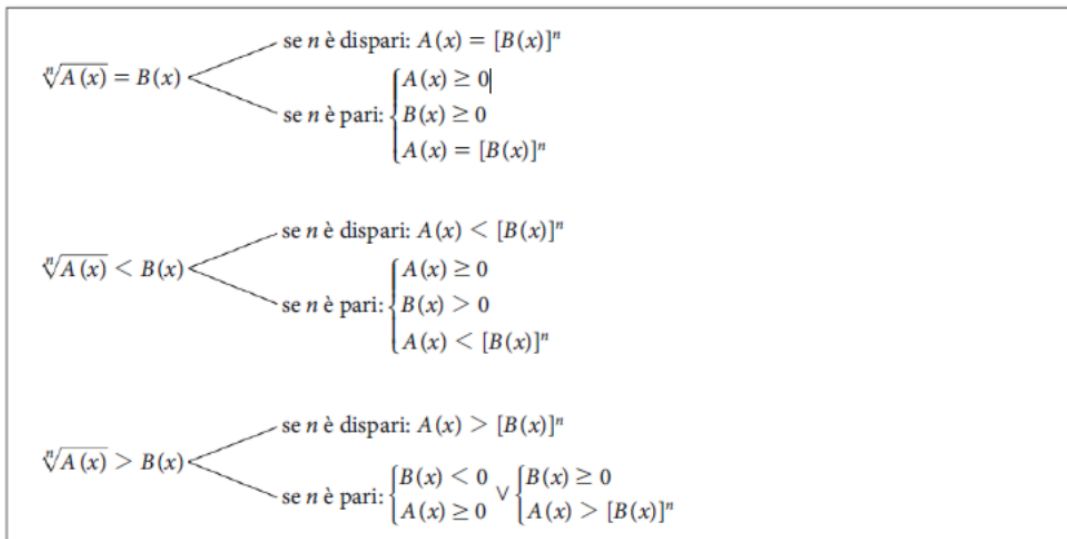 se n è dispari: A(x) = [B(x)]ⁿ
ⁿ√A(x) = B(x)
se n è pari: {A(x) ≥ 0
B(x) ≥ 0
A(x) = [B(x)]ⁿ
se n è dispari: A(x) < [B(x)]ⁿ
ⁿ√A(x) < B(x)
se n è pari: {A(x) ≥ 0
B(x) > 0
A(x) < [B(x)]ⁿ
se n è dispari: A(x) > [B(x)]ⁿ
ⁿ√A(x) > B(x)
se n è pari: {B(x) < 0 ∨ {B(x) ≥ 0
A(x) ≥ 0 A(x) > [B(x)]ⁿ